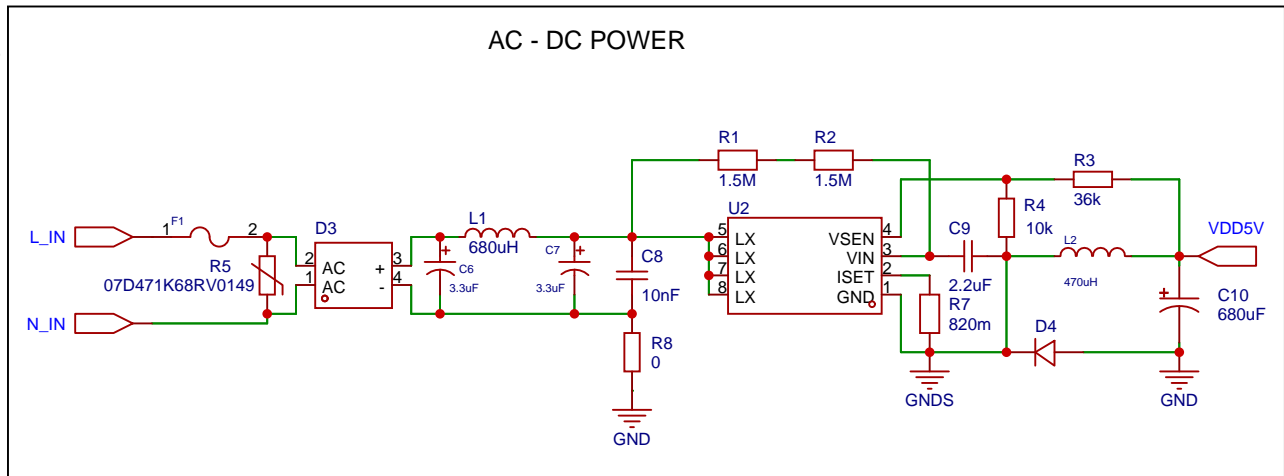 AC - DC POWER
R1
R2
1.5M
1.5M
R3
36k
U2
L_IN
1
F1
2
R5
07D471K68RV0149
N_IN
D3
2
1
AC
AC
+
-
3
4
L1
680uH
C6
3.3uF
C7
3.3uF
C8
10nF
R8
0
GND
5
6
7
8
LX
LX
LX
LX
VSEN
VIN
ISET
GND
4
3
2
1
C9
2.2uF
R4
10k
L2
470uH
VDD5V
R7
820m
D4
C10
680uF
GNDS
GND